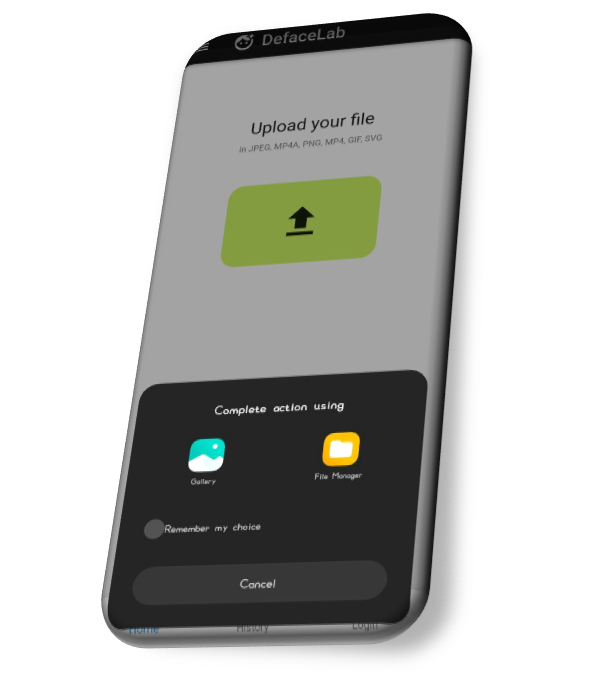 DefaceLab
Upload your file
in JPEG, MP4A, PNG, MP4, GIF, SVG
Complete action using
Gallery
File Manager
Remember my choice
Cancel
Home
History
Login